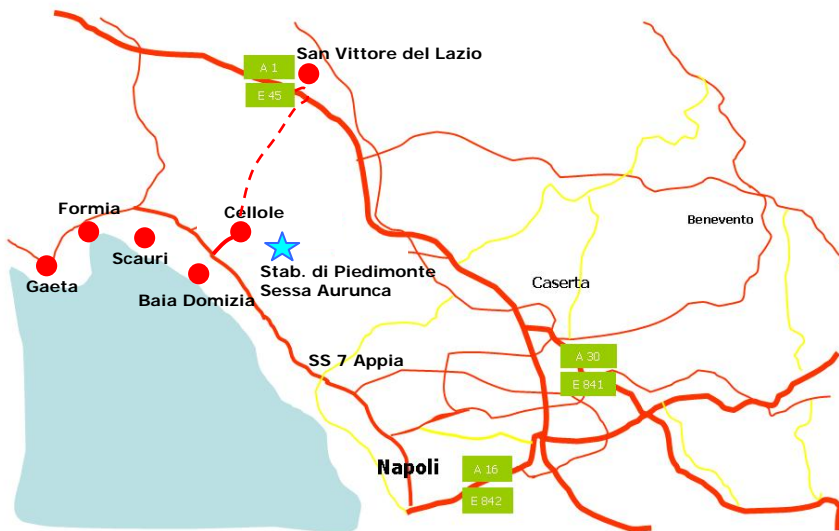 San Vittore del Lazio
A 1
E 45
Formia
Cellole
Benevento
Scauri
Stab. di Piedimonte
Sessa Aurunca
Gaeta
Baia Domizia
Caserta
SS 7 Appia
A 30
E 841
Napoli
A 16
E 842